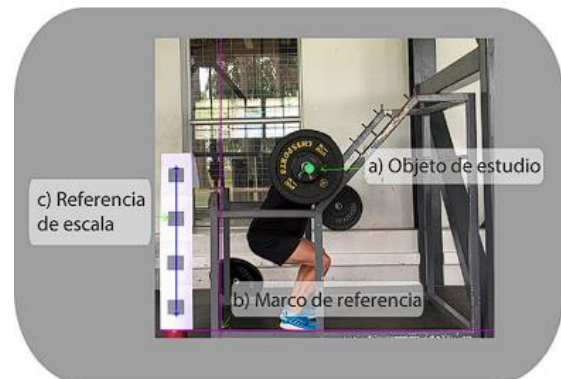 a) Objeto de estudio
c) Referencia
de escala
b) Marco de referencia